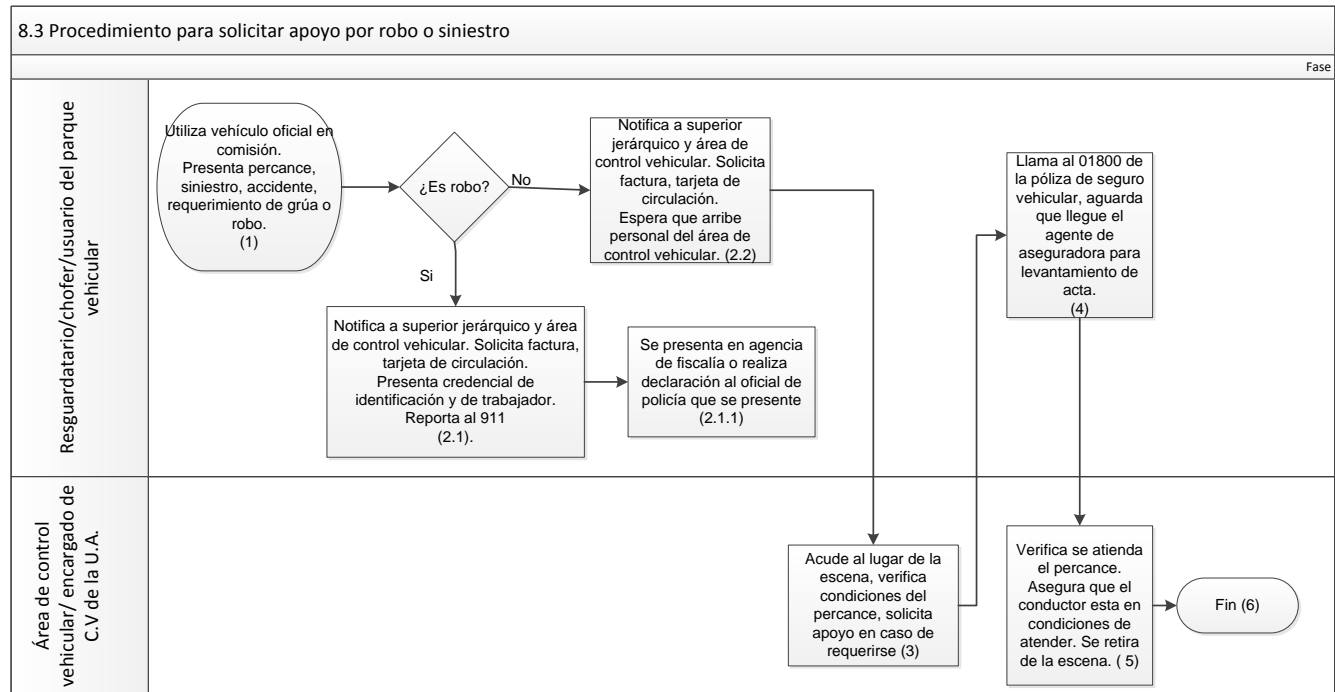 8.3 Procedimiento para solicitar apoyo por robo o siniestro
Fase
Resguardatario/chofer/usuario del parque
vehicular
Utiliza vehículo oficial en
comisión.
Presenta percance,
siniestro, accidente,
requerimiento de grúa o
robo.
(1)
¿Es robo?
No
Si
Notifica a superior
jerárquico y área de
control vehicular. Solicita
factura, tarjeta de
circulación.
Espera que arribe
personal del área de
control vehicular. (2.2)
Notifica a superior jerárquico y área
de control vehicular. Solicita factura,
tarjeta de circulación.
Presenta credencial de
identificación y de trabajador.
Reporta al 911
(2.1).
Se presenta en agencia
de fiscalía o realiza
declaración al oficial de
policía que se presente
(2.1.1)
Llama al 01800 de
la póliza de seguro
vehicular, aguarda
que llegue el
agente de
aseguradora para
levantamiento de
acta.
(4)
Área de control
vehicular/ encargado de
C.V de la U.A.
Acude al lugar de la
escena, verifica
condiciones del
percance, solicita
apoyo en caso de
requerirse (3)
Verifica se atienda
el percance.
Asegura que el
conductor esta en
condiciones de
atender. Se retira
de la escena. ( 5)
Fin (6)